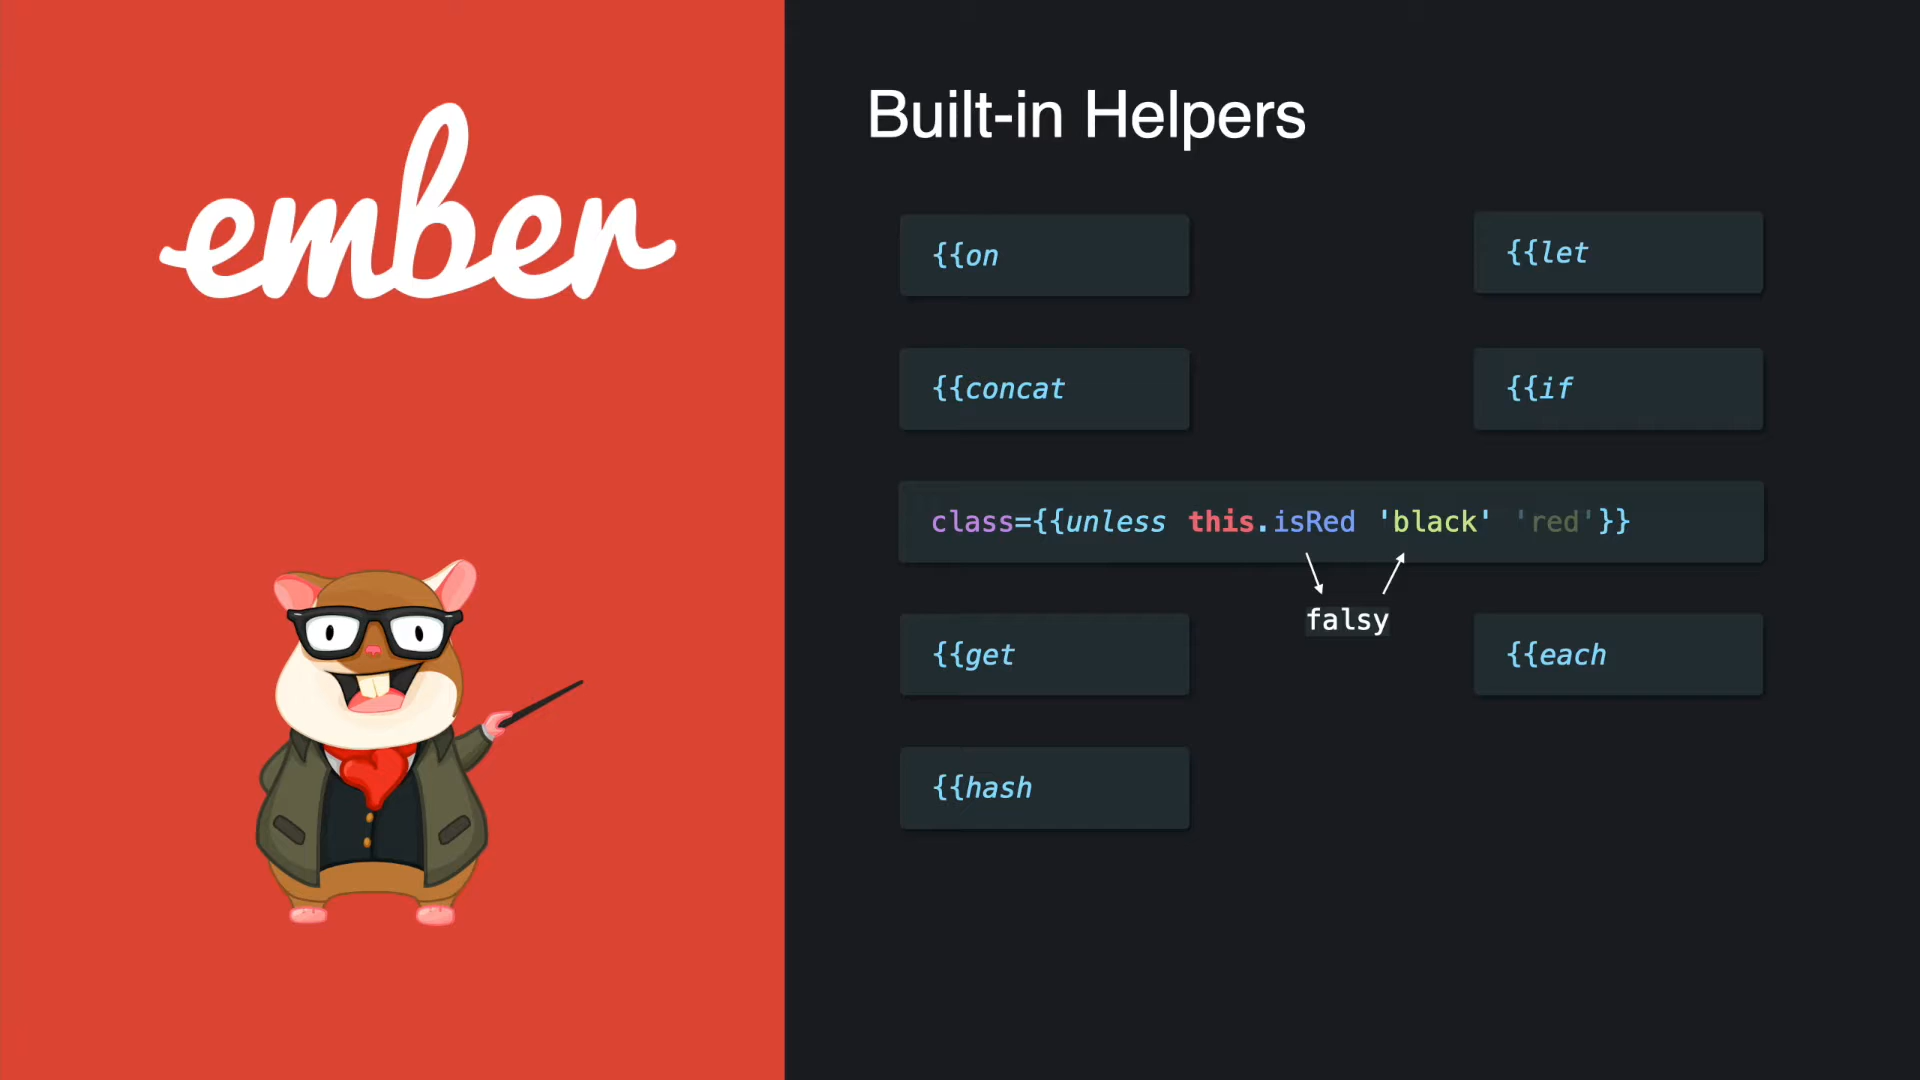 ember
Built-in Helpers
{{on
{{let
{{concat
{{if
class={{unless this.isRed 'black' 'red'}}
falsy
{{get
{{each
{{hash